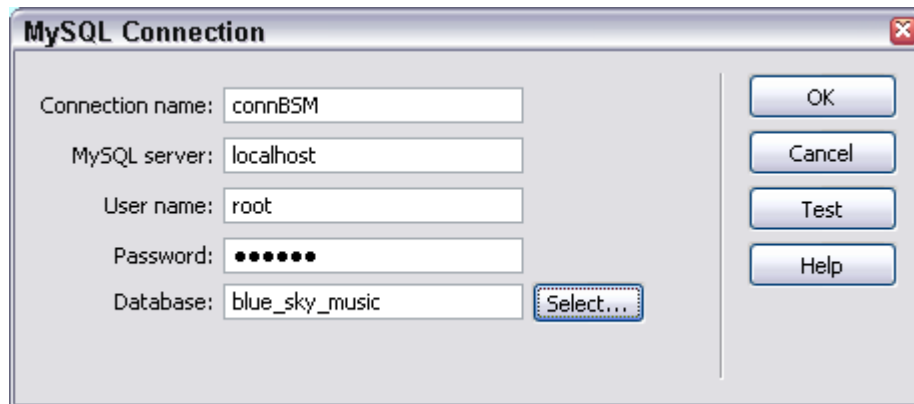 MySQL Connection
Connection name: connBSM
OK
MySQL server: localhost
Cancel
User name: root
Test
Password: ●●●●●●
Help
Database: blue_sky_music Select...